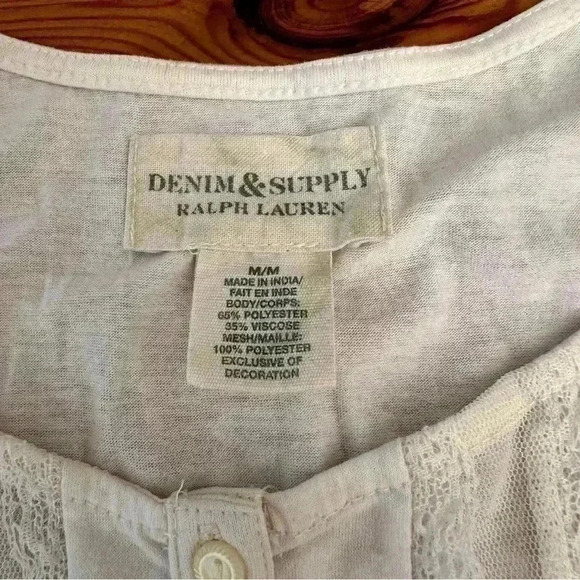 DENIM&SUPPLY
RALPH LAUREN
M/M
MADE IN INDIA/
FAIT EN INDE
BODY/CORPS:
65% POLYESTER
35% VISCOSE
MESH/MAILLE:
100% POLYESTER
EXCLUSIVE OF
DECORATION